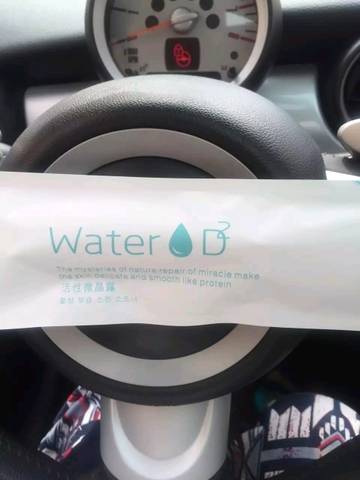 Water D2
The mysteries of nature repair of miracle make
the skin delicate and smooth like protein
活性微晶露